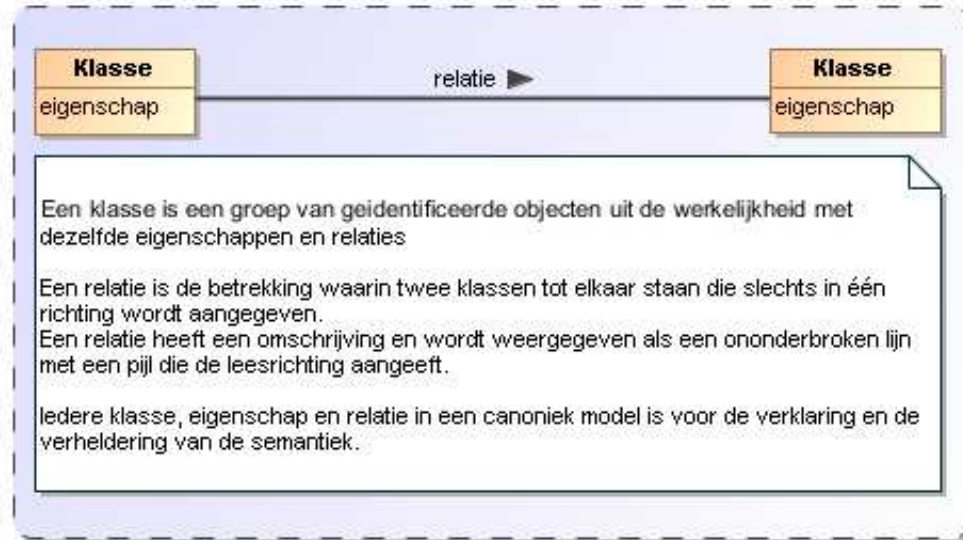 Klasse
eigenschap
relatie
Klasse
eigenschap
Een klasse is een groep van geidentificeerde objecten uit de werkelijkheid met
dezelfde eigenschappen en relaties
Een relatie is de betrekking waarin twee klassen tot elkaar staan die slechts in één
richting wordt aangegeven.
Een relatie heeft een omschrijving en wordt weergegeven als een ononderbroken lijn
met een pijl die de leesrichting aangeeft.
Iedere klasse, eigenschap en relatie in een canoniek model is voor de verklaring en de
verheldering van de semantiek.